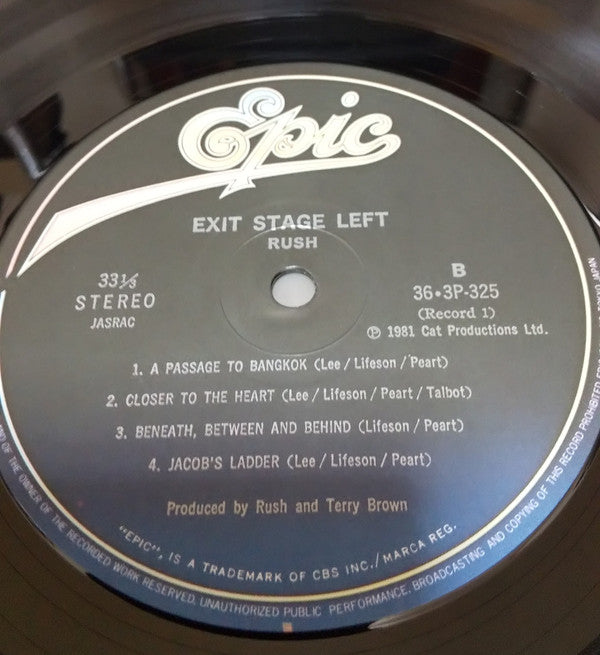 Epic
EXIT STAGE LEFT
RUSH
33⅓
STEREO
JASRAC
B
36•3P-325
(Record 1)
Ⓟ 1981 Cat Productions Ltd.
1. A PASSAGE TO BANGKOK (Lee / Lifeson / Peart)
2. CLOSER TO THE HEART (Lee / Lifeson / Peart / Talbot)
3. BENEATH, BETWEEN AND BEHIND (Lifeson / Peart)
4. JACOB'S LADDER (Lee / Lifeson / Peart)
Produced by Rush and Terry Brown
"EPIC", IS A TRADEMARK OF CBS INC./MARCA REG.
OF THE OWNER OF THE RECORDED WORK RESERVED. UNAUTHORIZED PUBLIC PERFORMANCE, BROADCASTING AND COPYING OF THIS RECORD PROHIBITED
TOKYO JAPAN